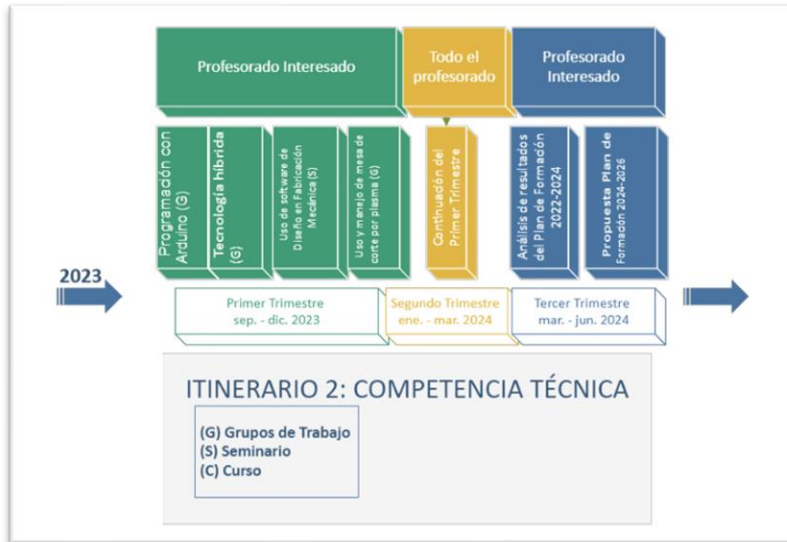 Profesorado Interesado
Todo el
profesorado
Profesorado
Interesado
Programación con
Arduino (G)
Tecnología híbrida
(G)
Uso de software de
Diseño en Fabricación
Mecánica (S)
Uso y manejo de mesa de
corte por plasma (G)
Continuación del
Primer Trimestre
Análisis de resultados
del Plan de Formación
2022-2024
Propuesta Plan de
Formación 2024-2026
2023
Primer Trimestre
sep. - dic. 2023
Segundo Trimestre
ene. - mar. 2024
Tercer Trimestre
mar. - jun. 2024
ITINERARIO 2: COMPETENCIA TÉCNICA
(G) Grupos de Trabajo
(S) Seminario
(C) Curso